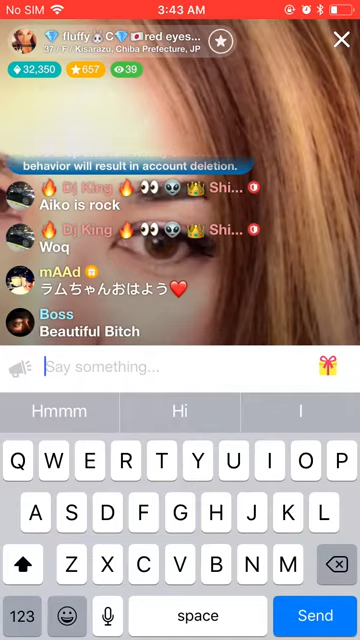 No SIM 3:43 AM
💎 fluffy🐰C💎🇯🇵red eyes...
37 / F / Kisarazu, Chiba Prefecture, JP
32,350 657 39
behavior will result in account deletion.
🔥 Dj King 🔥 👀 👽 👑 Shi...
Aiko is rock
🔥 Dj King 🔥 👀 👽 👑 Shi...
Woq
mAAd
ラムちゃんおはよう❤️
Boss
Beautiful Bitch
Say something...
Hmmm Hi I
Q W E R T Y U I O P
A S D F G H J K L
Z X C V B N M
123 space Send